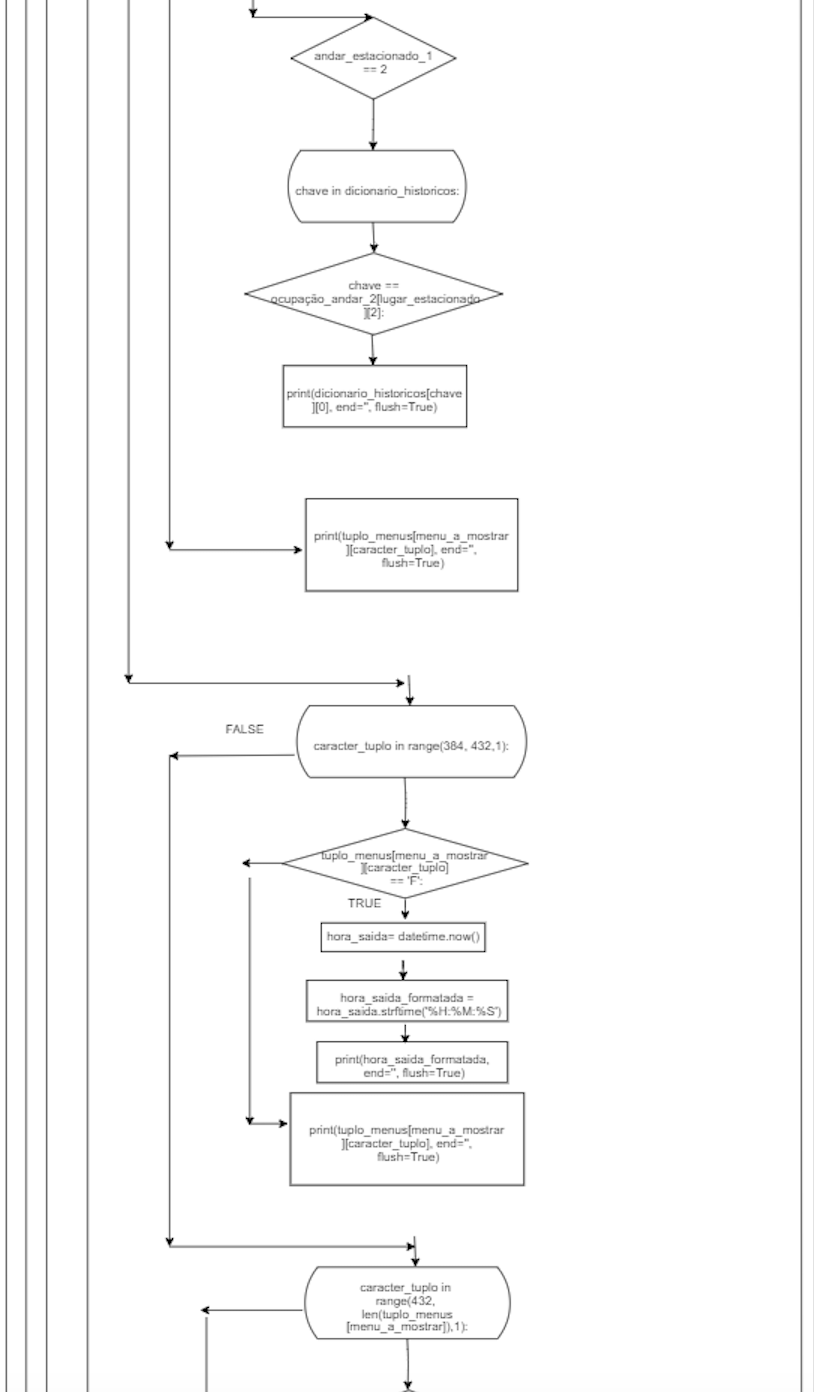 andar_estacionado_1
== 2
chave in dicionario_historicos:
chave ==
ocupação_andar_2[lugar_estacionado
][2]:
print(dicionario_historicos[chave
][0], end='', flush=True)
print(tuplo_menus[menu_a_mostrar
][caracter_tuplo], end='',
flush=True)
FALSE
caracter_tuplo in range(384, 432,1):
tuplo_menus[menu_a_mostrar
][caracter_tuplo]
== 'F':
TRUE
hora_saida= datetime.now()
hora_saida_formatada =
hora_saida.strftime("%H:%M:%S")
print(hora_saida_formatada,
end='', flush=True)
print(tuplo_menus[menu_a_mostrar
][caracter_tuplo], end='',
flush=True)
caracter_tuplo in
range(432,
len(tuplo_menus
[menu_a_mostrar]),1):